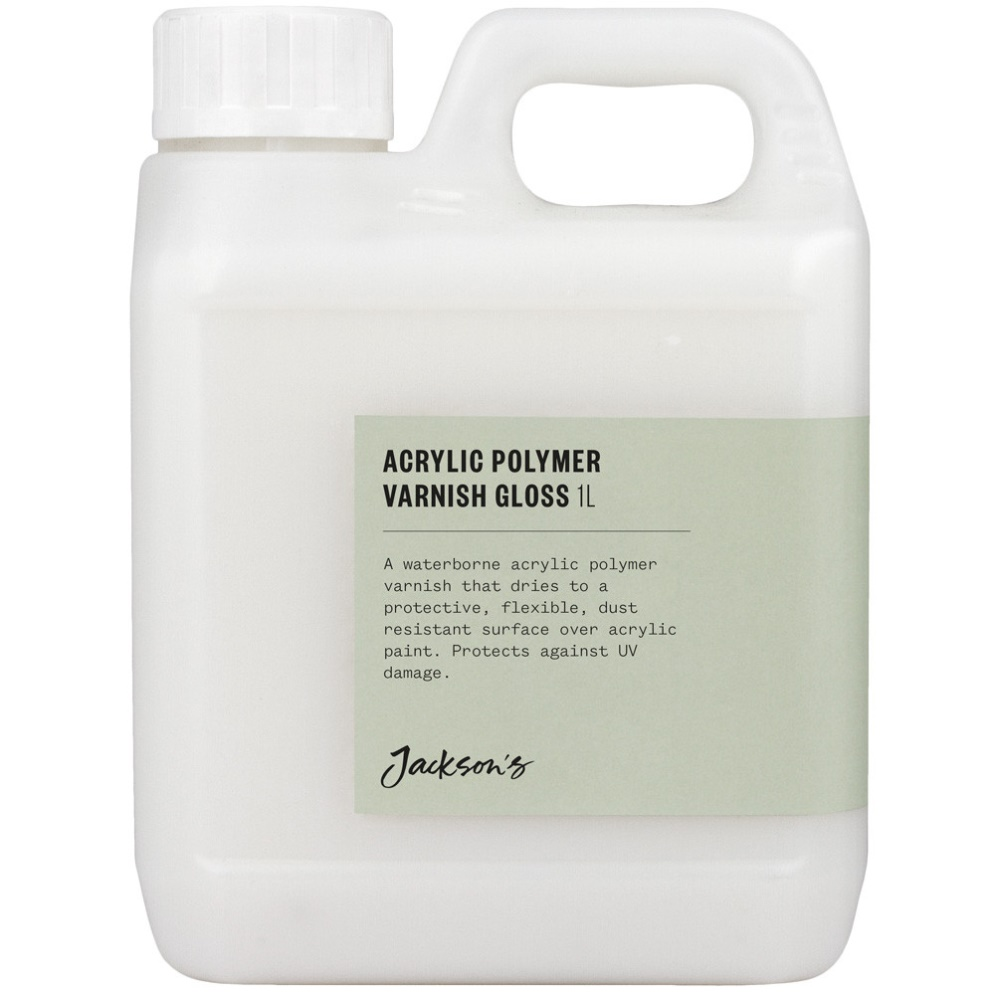 ACRYLIC POLYMER
VARNISH GLOSS 1L
A waterborne acrylic polymer
varnish that dries to a
protective, flexible, dust
resistant surface over acrylic
paint. Protects against UV
damage.
Jackson's